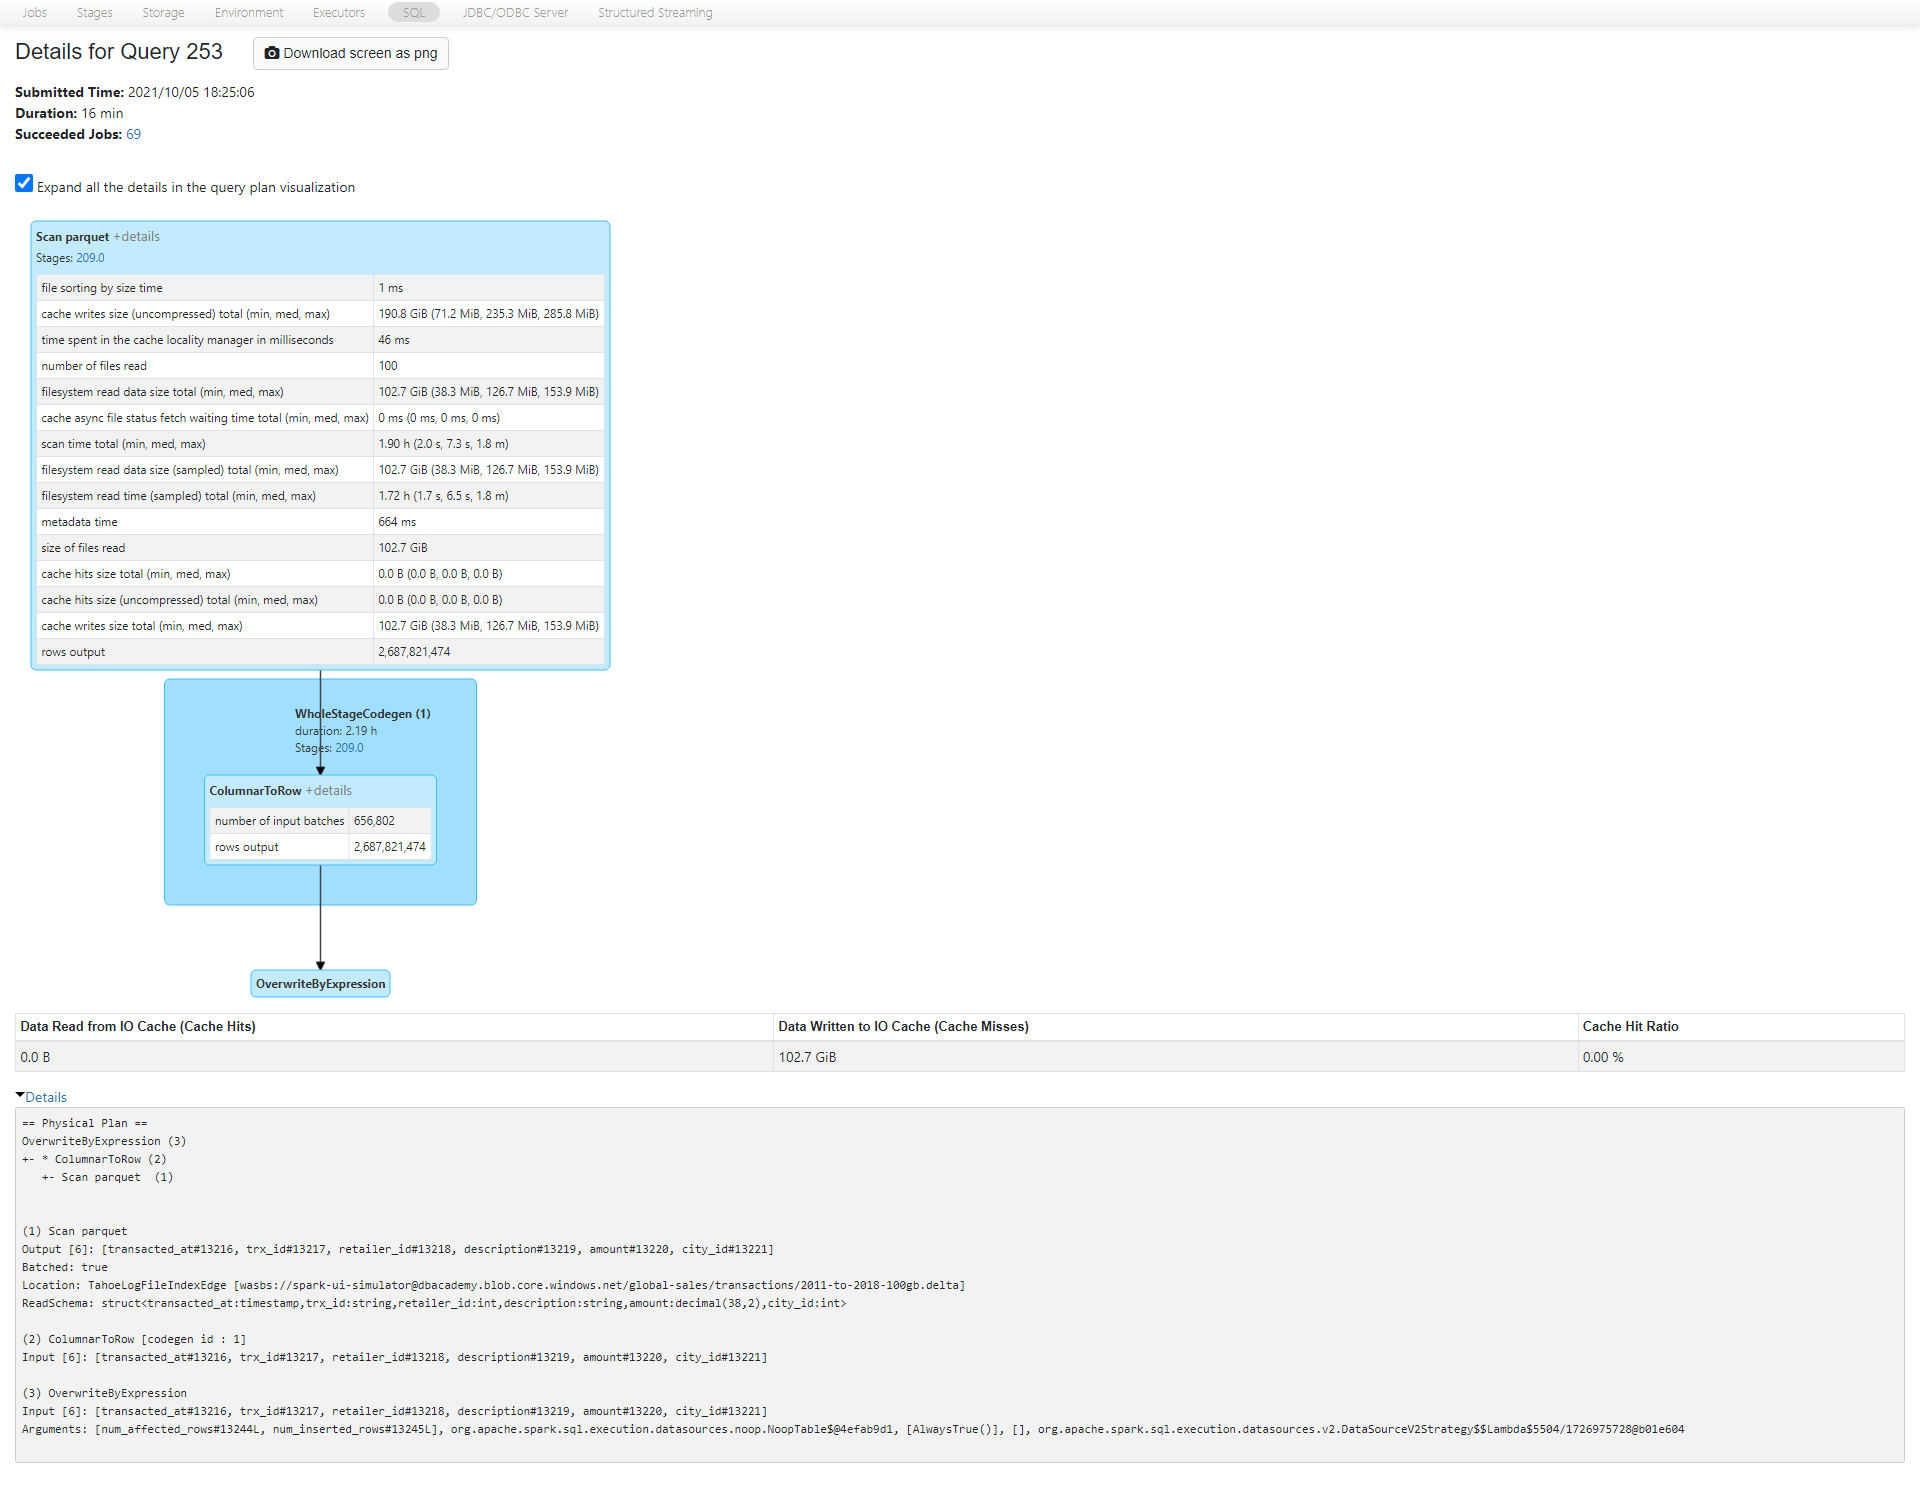 Jobs Stages Storage Environment Executors SQL JDBC/ODBC Server Structured Streaming
Details for Query 253 Download screen as png
Submitted Time: 2021/10/05 18:25:06
Duration: 16 min
Succeeded Jobs: 69
Expand all the details in the query plan visualization
Scan parquet +details
Stages: 209.0
file sorting by size time 1 ms
cache writes size (uncompressed) total (min, med, max) 190.8 GiB (71.2 MiB, 235.3 MiB, 285.8 MiB)
time spent in the cache locality manager in milliseconds 46 ms
number of files read 100
filesystem read data size total (min, med, max) 102.7 GiB (38.3 MiB, 126.7 MiB, 153.9 MiB)
cache async file status fetch waiting time total (min, med, max) 0 ms (0 ms, 0 ms, 0 ms)
scan time total (min, med, max) 1.90 h (2.0 s, 7.3 s, 1.8 m)
filesystem read data size (sampled) total (min, med, max) 102.7 GiB (38.3 MiB, 126.7 MiB, 153.9 MiB)
filesystem read time (sampled) total (min, med, max) 1.72 h (1.7 s, 6.5 s, 1.8 m)
metadata time 664 ms
size of files read 102.7 GiB
cache hits size total (min, med, max) 0.0 B (0.0 B, 0.0 B, 0.0 B)
cache hits size (uncompressed) total (min, med, max) 0.0 B (0.0 B, 0.0 B, 0.0 B)
cache writes size total (min, med, max) 102.7 GiB (38.3 MiB, 126.7 MiB, 153.9 MiB)
rows output 2,687,821,474
WholeStageCodegen (1)
duration: 2.19 h
Stages: 209.0
ColumnarToRow +details
number of input batches 656,802
rows output 2,687,821,474
OverwriteByExpression
Data Read from IO Cache (Cache Hits) Data Written to IO Cache (Cache Misses) Cache Hit Ratio
0.0 B 102.7 GiB 0.00 %
Details
== Physical Plan ==
OverwriteByExpression (3)
+- * ColumnarToRow (2)
   +- Scan parquet  (1)
(1) Scan parquet
Output [6]: [transacted_at#13216, trx_id#13217, retailer_id#13218, description#13219, amount#13220, city_id#13221]
Batched: true
Location: TahoeLogFileIndexEdge [wasbs://spark-ui-simulator@dbacademy.blob.core.windows.net/global-sales/transactions/2011-to-2018-100gb.delta]
ReadSchema: struct<transacted_at:timestamp,trx_id:string,retailer_id:int,description:string,amount:decimal(38,2),city_id:int>
(2) ColumnarToRow [codegen id : 1]
Input [6]: [transacted_at#13216, trx_id#13217, retailer_id#13218, description#13219, amount#13220, city_id#13221]
(3) OverwriteByExpression
Input [6]: [transacted_at#13216, trx_id#13217, retailer_id#13218, description#13219, amount#13220, city_id#13221]
Arguments: [num_affected_rows#13244L, num_inserted_rows#13245L], org.apache.spark.sql.execution.datasources.noop.NoopTable$@4efab9d1, [AlwaysTrue()], [], org.apache.spark.sql.execution.datasources.v2.DataSourceV2Strategy$$Lambda$5504/1726975728@b01e604